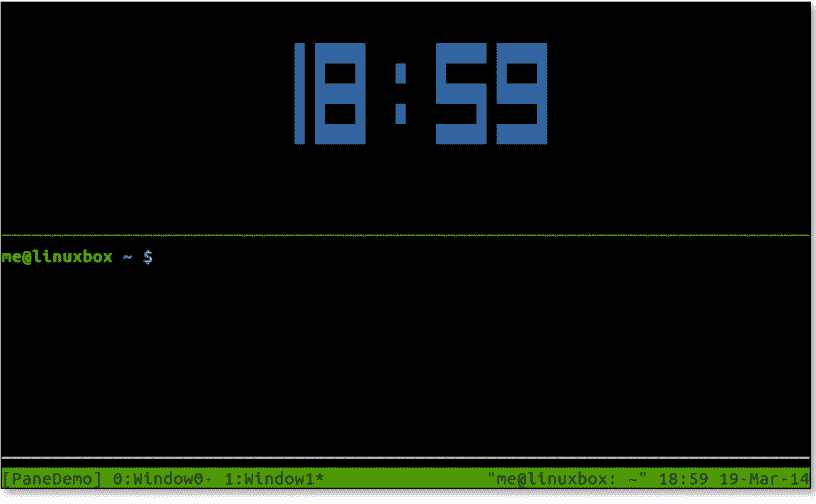 18:59
me@linuxbox ~ $
[PaneDemo] 0:Window0- 1:Window1* "me@linuxbox: ~" 18:59 19-Mar-14